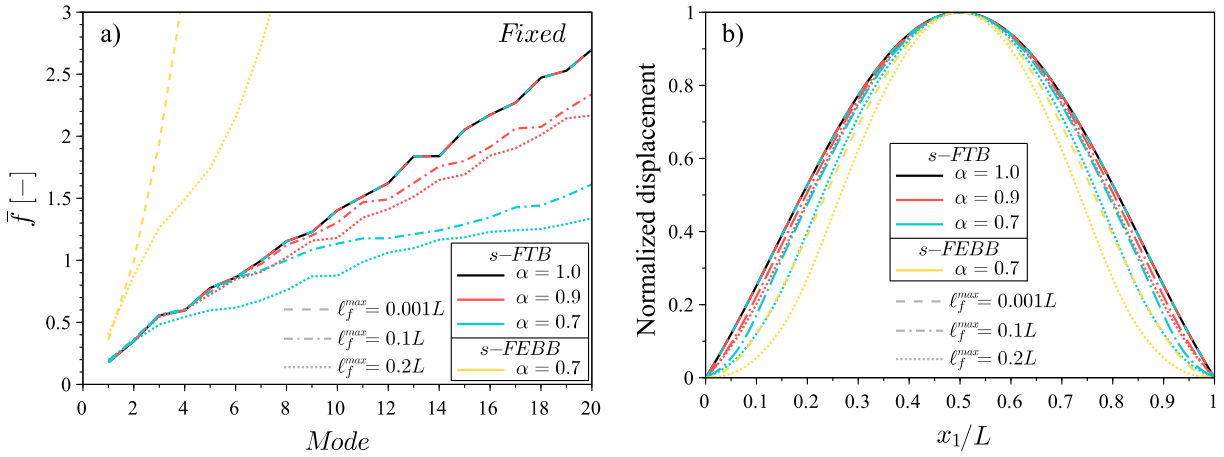 a)
Fixed
3
2.5
2
1.5
1
0.5
0
f̅ [−]
0 2 4 6 8 10 12 14 16 18 20
Mode
s−FTB
α = 1.0
α = 0.9
α = 0.7
s−FEBB
α = 0.7
ℓ_f^{max} = 0.001L
ℓ_f^{max} = 0.1L
ℓ_f^{max} = 0.2L
b)
1
0.8
0.6
0.4
0.2
0
Normalized displacement
0 0.1 0.2 0.3 0.4 0.5 0.6 0.7 0.8 0.9 1
x₁/L
s−FTB
α = 1.0
α = 0.9
α = 0.7
s−FEBB
α = 0.7
ℓ_f^{max} = 0.001L
ℓ_f^{max} = 0.1L
ℓ_f^{max} = 0.2L